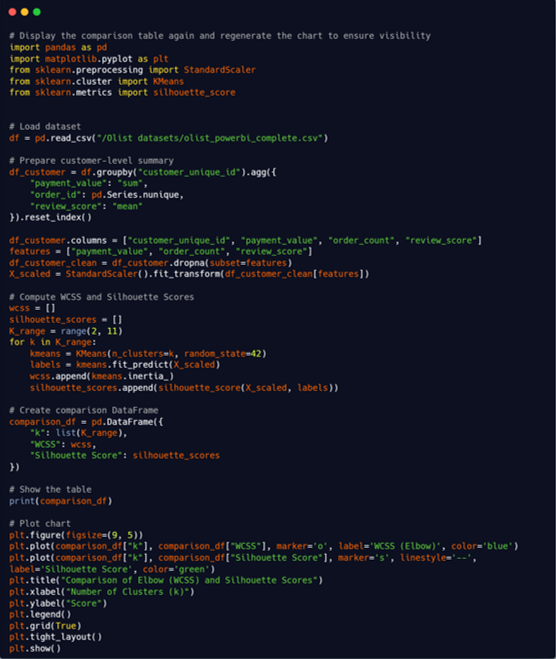 # Display the comparison table again and regenerate the chart to ensure visibility
import pandas as pd
import matplotlib.pyplot as plt
from sklearn.preprocessing import StandardScaler
from sklearn.cluster import KMeans
from sklearn.metrics import silhouette_score
# Load dataset
df = pd.read_csv("/Olist datasets/olist_powerbi_complete.csv")
# Prepare customer-level summary
df_customer = df.groupby("customer_unique_id").agg({
    "payment_value": "sum",
    "order_id": pd.Series.nunique,
    "review_score": "mean"
}).reset_index()
df_customer.columns = ["customer_unique_id", "payment_value", "order_count", "review_score"]
features = ["payment_value", "order_count", "review_score"]
df_customer_clean = df_customer.dropna(subset=features)
X_scaled = StandardScaler().fit_transform(df_customer_clean[features])
# Compute WCSS and Silhouette Scores
wcss = []
silhouette_scores = []
K_range = range(2, 11)
for k in K_range:
    kmeans = KMeans(n_clusters=k, random_state=42)
    labels = kmeans.fit_predict(X_scaled)
    wcss.append(kmeans.inertia_)
    silhouette_scores.append(silhouette_score(X_scaled, labels))
# Create comparison DataFrame
comparison_df = pd.DataFrame({
    "k": list(K_range),
    "WCSS": wcss,
    "Silhouette Score": silhouette_scores
})
# Show the table
print(comparison_df)
# Plot chart
plt.figure(figsize=(9, 5))
plt.plot(comparison_df["k"], comparison_df["WCSS"], marker='o', label='WCSS (Elbow)', color='blue')
plt.plot(comparison_df["k"], comparison_df["Silhouette Score"], marker='s', linestyle='--',
label='Silhouette Score', color='green')
plt.title("Comparison of Elbow (WCSS) and Silhouette Scores")
plt.xlabel("Number of Clusters (k)")
plt.ylabel("Score")
plt.legend()
plt.grid(True)
plt.tight_layout()
plt.show()